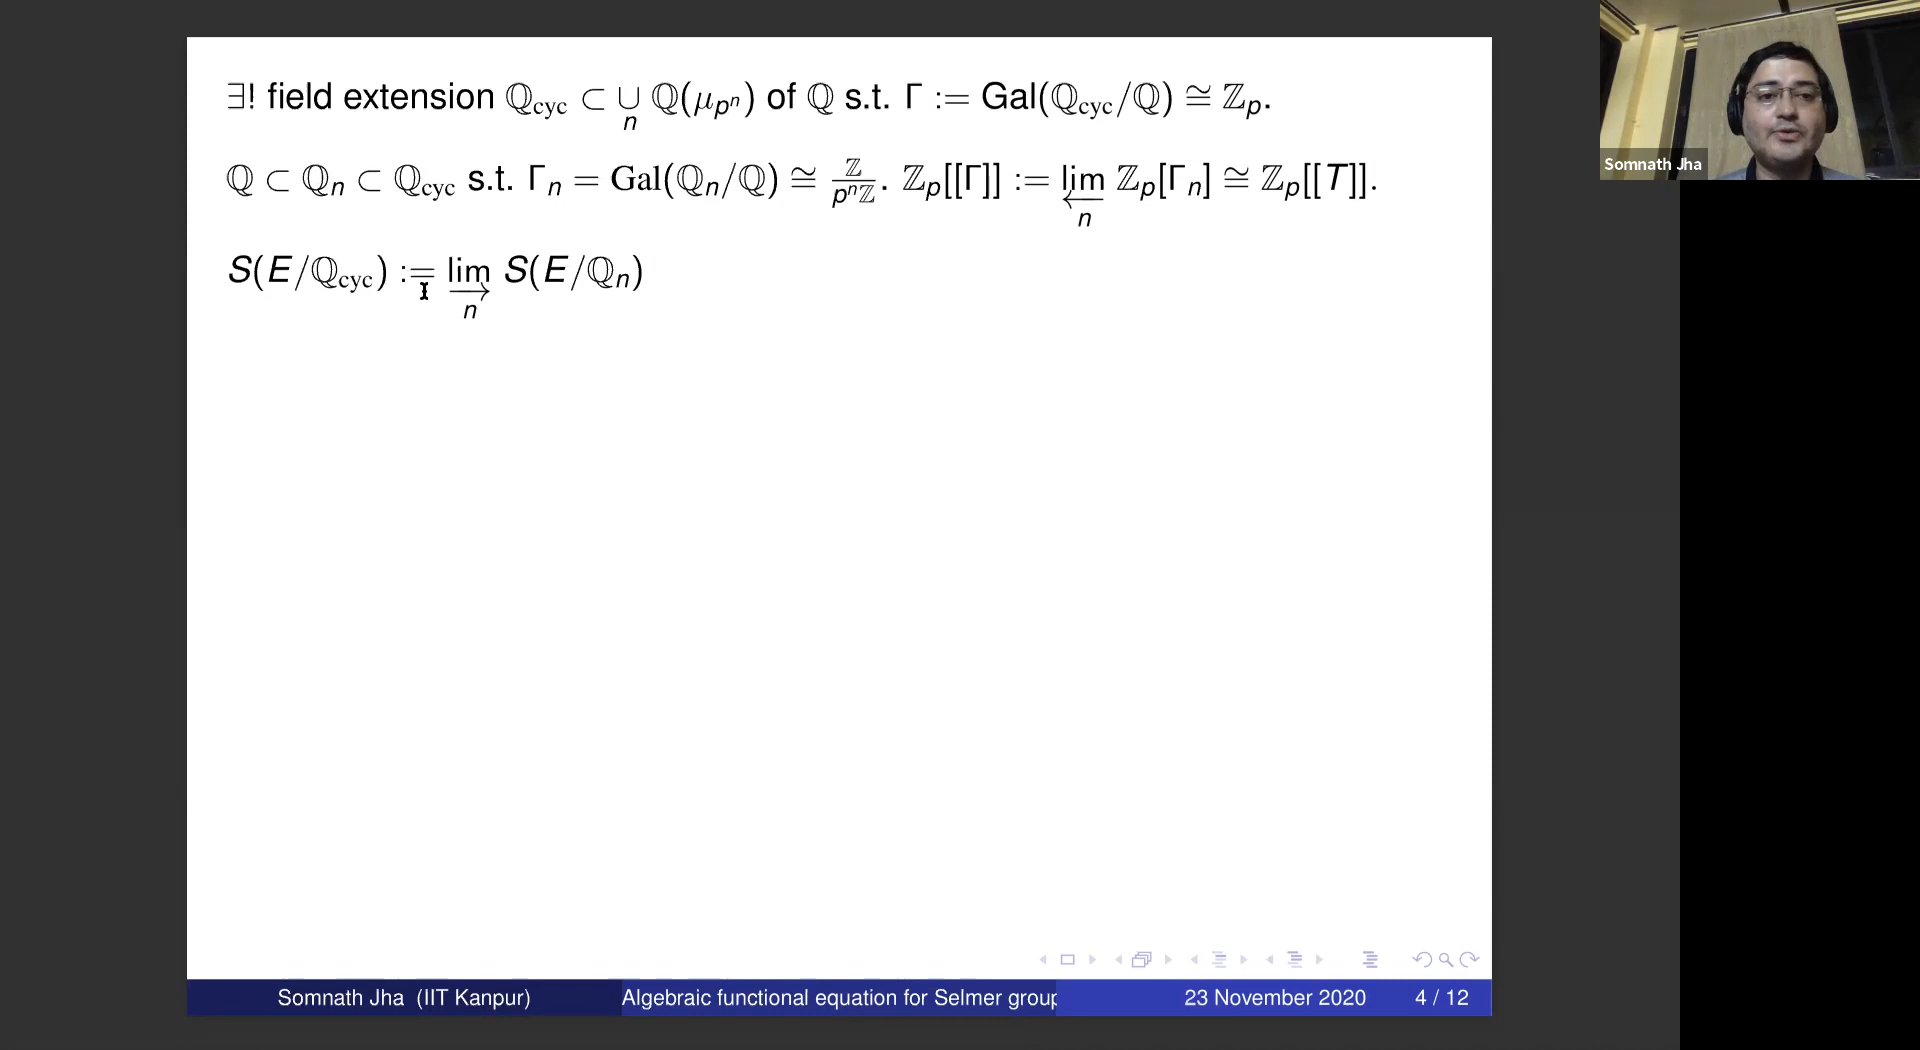 ∃! field extension ℚ_cyc ⊂ ∪_n ℚ(μ_{p^n}) of ℚ s.t. Γ := Gal(ℚ_cyc/ℚ) ≅ ℤ_p.
ℚ ⊂ ℚ_n ⊂ ℚ_cyc s.t. Γ_n = Gal(ℚ_n/ℚ) ≅ ℤ/p^nℤ. ℤ_p[[Γ]] := lim←_n ℤ_p[Γ_n] ≅ ℤ_p[[T]].
S(E/ℚ_cyc) := lim→_n S(E/ℚ_n)
Somnath Jha (IIT Kanpur) Algebraic functional equation for Selmer group 23 November 2020 4 / 12
Somnath Jha